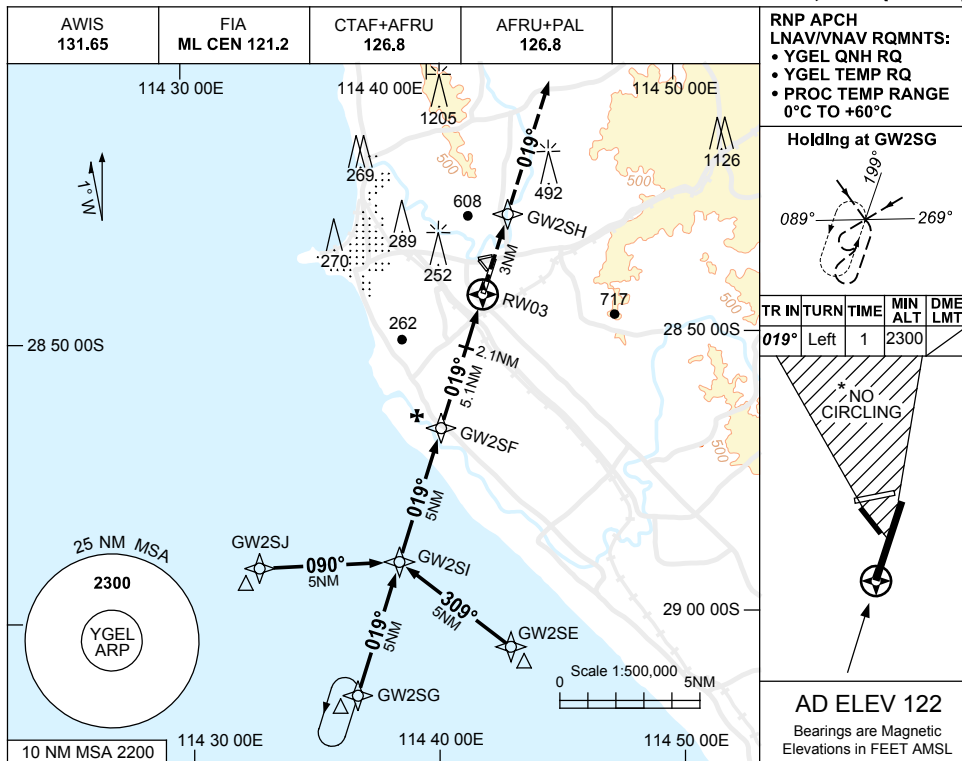 AWIS
131.65
FIA
ML CEN 121.2
CTAF+AFRU
126.8
AFRU+PAL
126.8
RNP APCH
LNAV/VNAV RQMNTS:
• YGEL QNH RQ
• YGEL TEMP RQ
• PROC TEMP RANGE
0°C TO +60°C
114 30 00E
114 40 00E
114 50 00E
1205
500
019°
269
492
500
1126
1° W
608
GW2SH
289
270
252
3NM
RW03
717
262
2.1NM
28 50 00S
28 50 00S
019°
5.1NM
500
GW2SF
019°
5NM
GW2SJ
090°
5NM
GW2SI
309°
5NM
GW2SE
019°
5NM
GW2SG
29 00 00S
25 NM MSA
2300
YGEL
ARP
Scale 1:500,000
0
5NM
10 NM MSA 2200
114 30 00E
114 40 00E
114 50 00E
Holding at GW2SG
199°
089°
269°
TR IN TURN TIME MIN ALT DME LMT
019° Left 1 2300
* NO
CIRCLING
AD ELEV 122
Bearings are Magnetic
Elevations in FEET AMSL